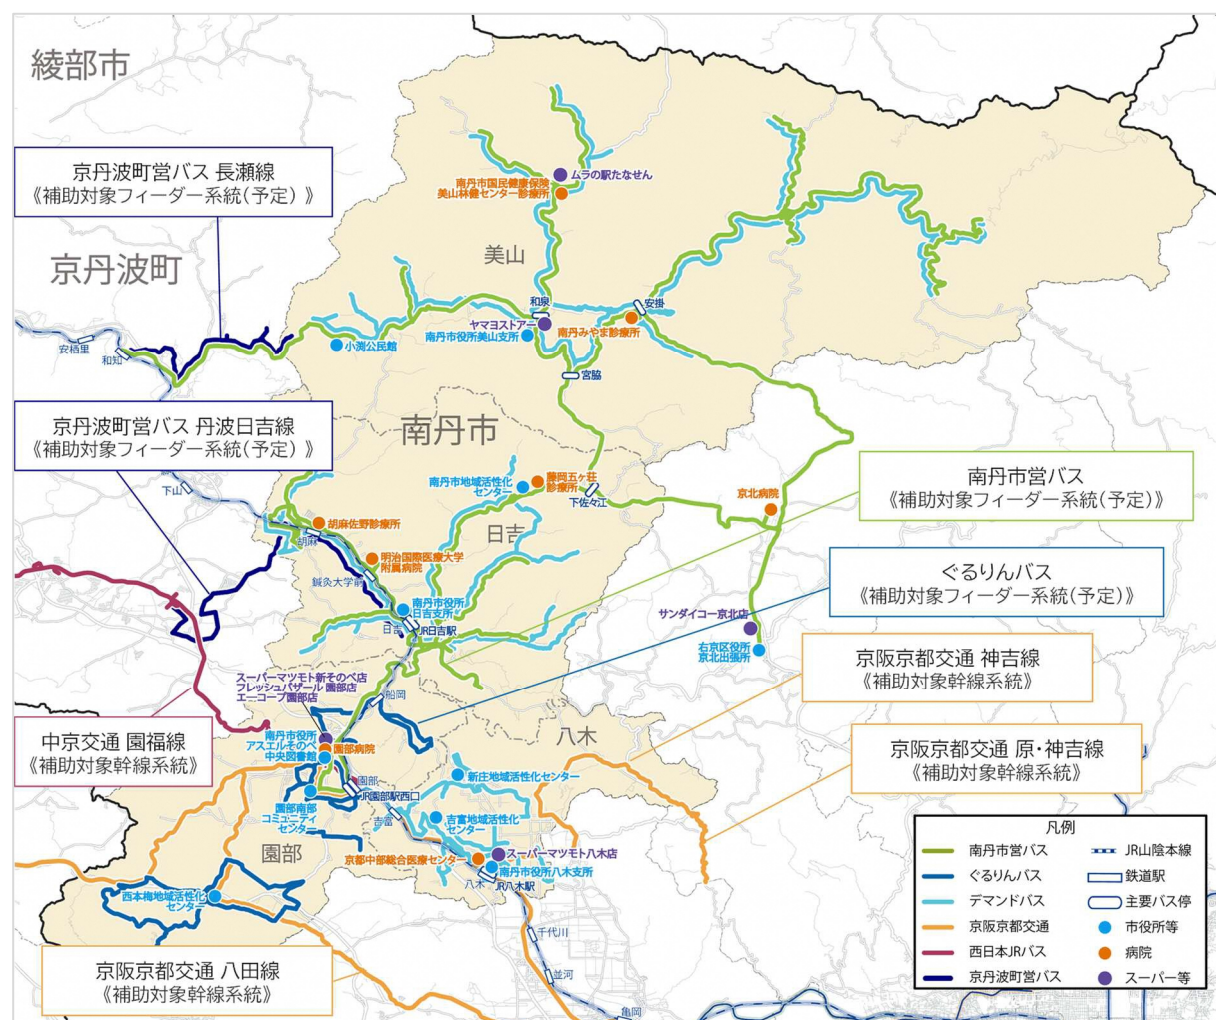 綾部市
京丹波町営バス 長瀬線
《補助対象フィーダー系統(予定) 》
京丹波町
安栖里
和知
ムラの駅たなせん
南丹市国民健康保険
美山林健センター診療所
美山
和泉
安掛
ヤマヨストアー
南丹市役所美山支所
南丹みやま診療所
小渕公民館
宮脇
京丹波町営バス 丹波日吉線
《補助対象フィーダー系統(予定) 》
南丹市
下山
南丹市地域活性化
センター
藤岡五ヶ荘
診療所
下佐々江
京北病院
南丹市営バス
《補助対象フィーダー系統(予定)》
胡麻佐野診療所
胡麻
日吉
明治国際医療大学
附属病院
鍼灸大学前
ぐるりんバス
《補助対象フィーダー系統(予定)》
南丹市役所
日吉支所
日吉
JR日吉駅
サンダイコー京北店
右京区役所
京北出張所
京阪京都交通 神吉線
《補助対象幹線系統》
スーパーマツモト新そのべ店
フレッシュバザール 園部店
エーコープ園部店
船岡
中京交通 園福線
《補助対象幹線系統》
南丹市役所
アスエルそのべ
中央図書館
園部病院
八木
京阪京都交通 原・神吉線
《補助対象幹線系統》
園部
JR園部駅西口
新庄地域活性化センター
園部南部
コミュニティ
センター
吉富
吉富地域活性化
センター
園部
京都中部総合医療センター
スーパーマツモト八木店
南丹市役所八木支所
八木
JR八木駅
西本梅地域活性化
センター
千代川
並河
亀岡
京阪京都交通 八田線
《補助対象幹線系統》
凡例
南丹市営バス
JR山陰本線
ぐるりんバス
鉄道駅
デマンドバス
主要バス停
京阪京都交通
市役所等
西日本JRバス
病院
京丹波町営バス
スーパー等